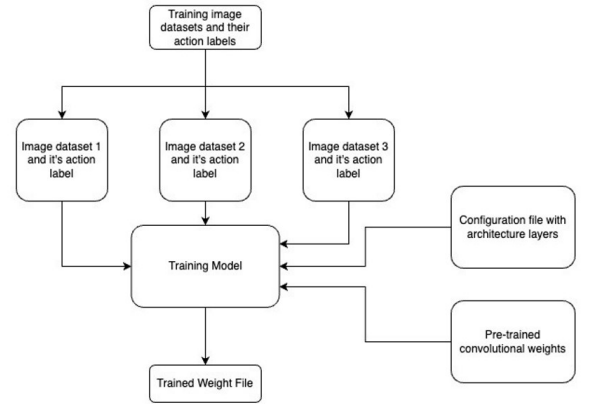 Training image
datasets and their
action labels
Image dataset 1
and it's action
label
Image dataset 2
and it's action
label
Image dataset 3
and it's action
label
Configuration file with
architecture layers
Training Model
Pre-trained
convolutional weights
Trained Weight File